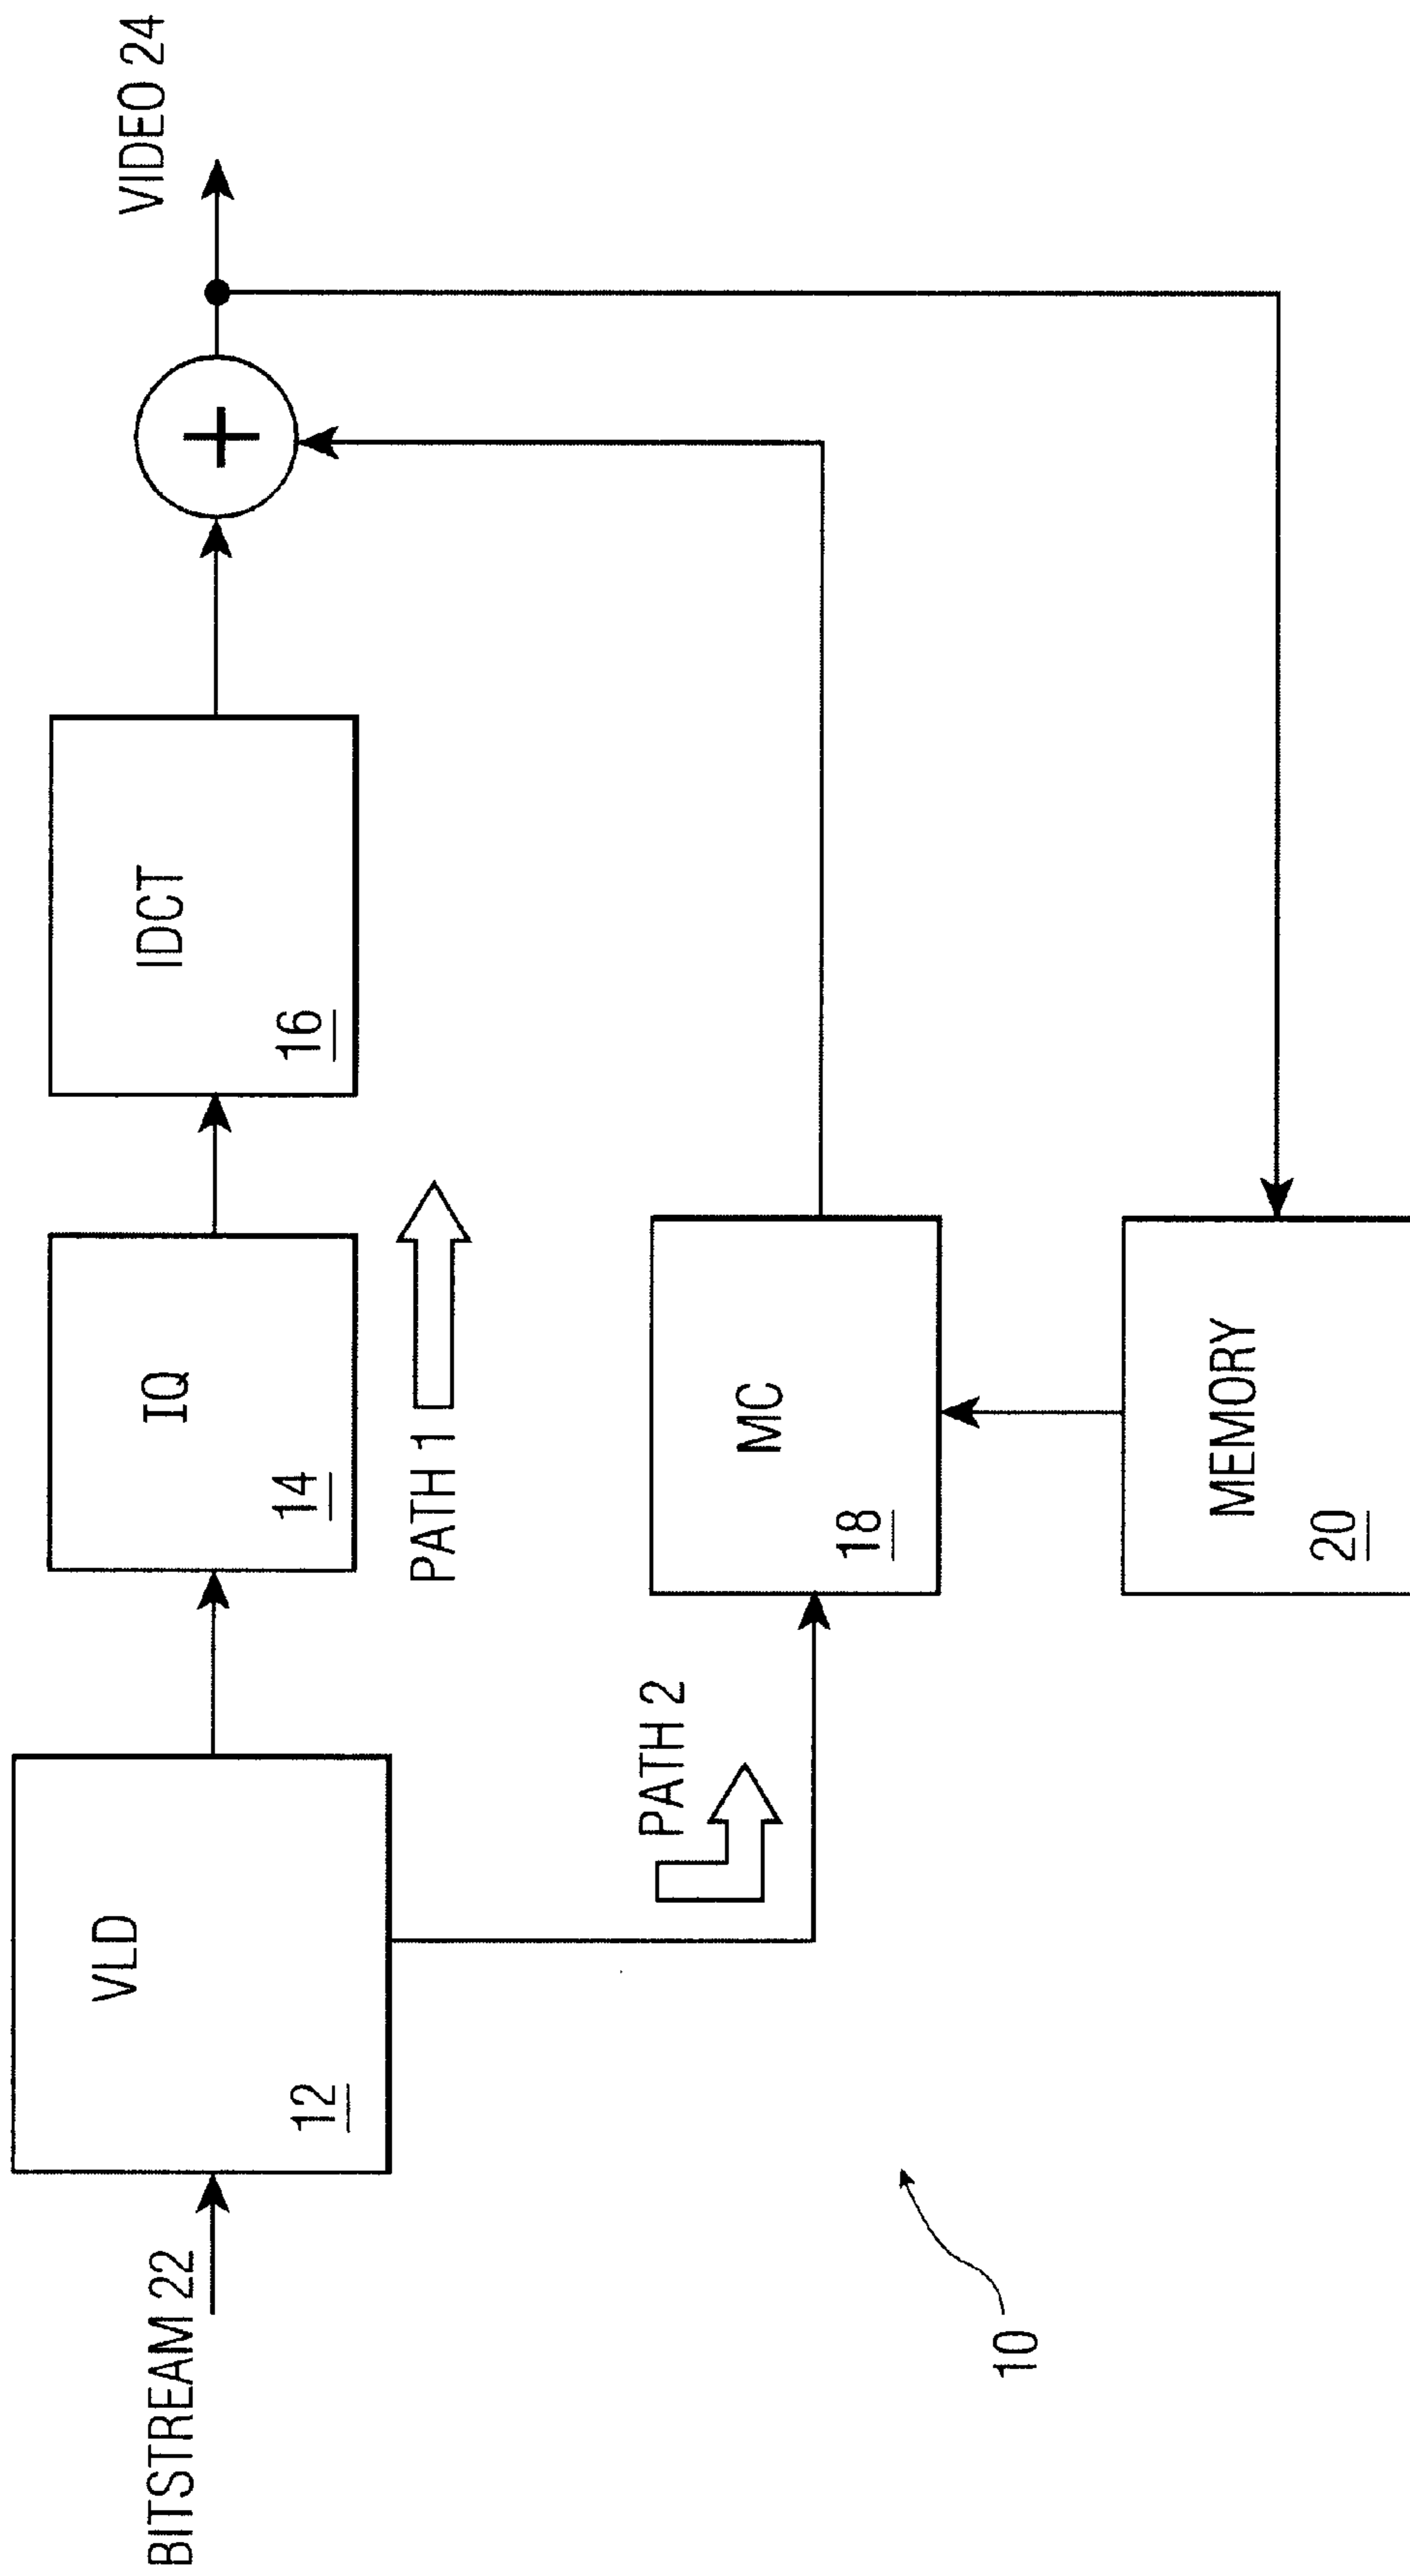 BITSTREAM 22
VLD
12
IQ
14
IDCT
16
+
VIDEO 24
PATH 1
PATH 2
MC
18
MEMORY
20
10